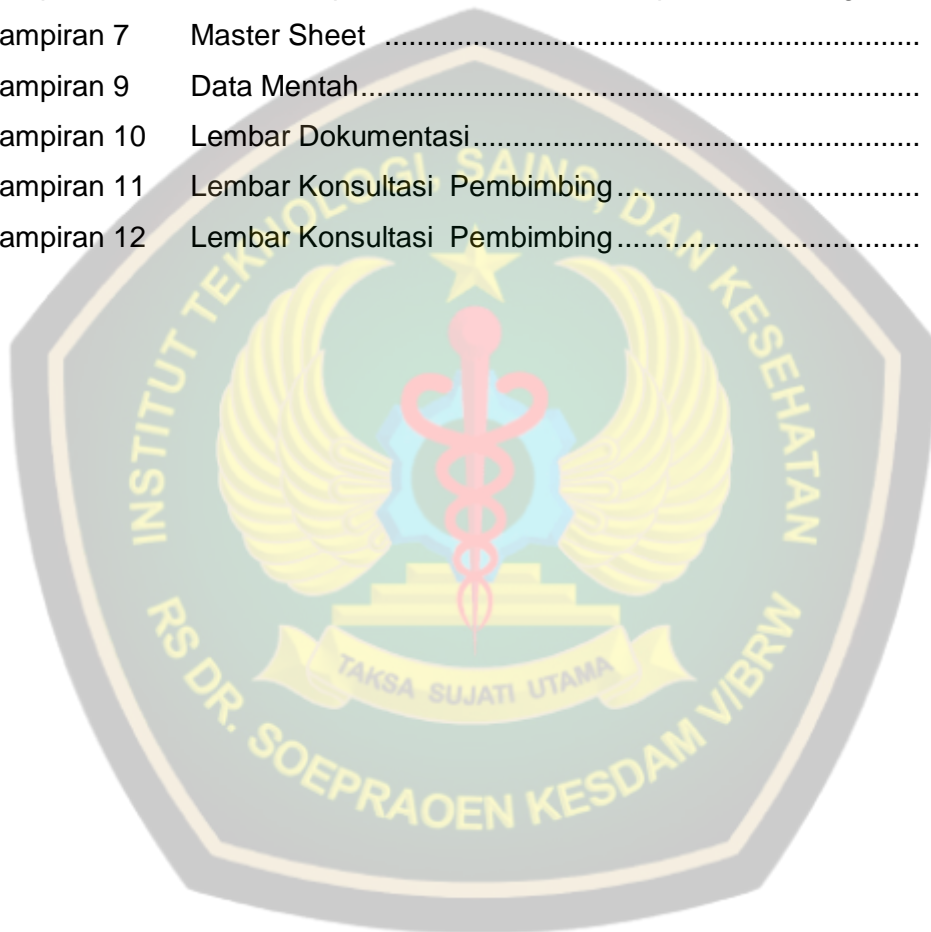 ampiran 7 Master Sheet ..................................................................
ampiran 9 Data Mentah.....................................................................
ampiran 10 Lembar Dokumentasi.......................................................
ampiran 11 Lembar Konsultasi Pembimbing .....................................
ampiran 12 Lembar Konsultasi Pembimbing .....................................
INSTITUT TEKNOLOGI, SAINS, DAN KESEHATAN
TAKSA SUJATI UTAMA
RS DR. SOEPRAOEN KESDAM V/BRW